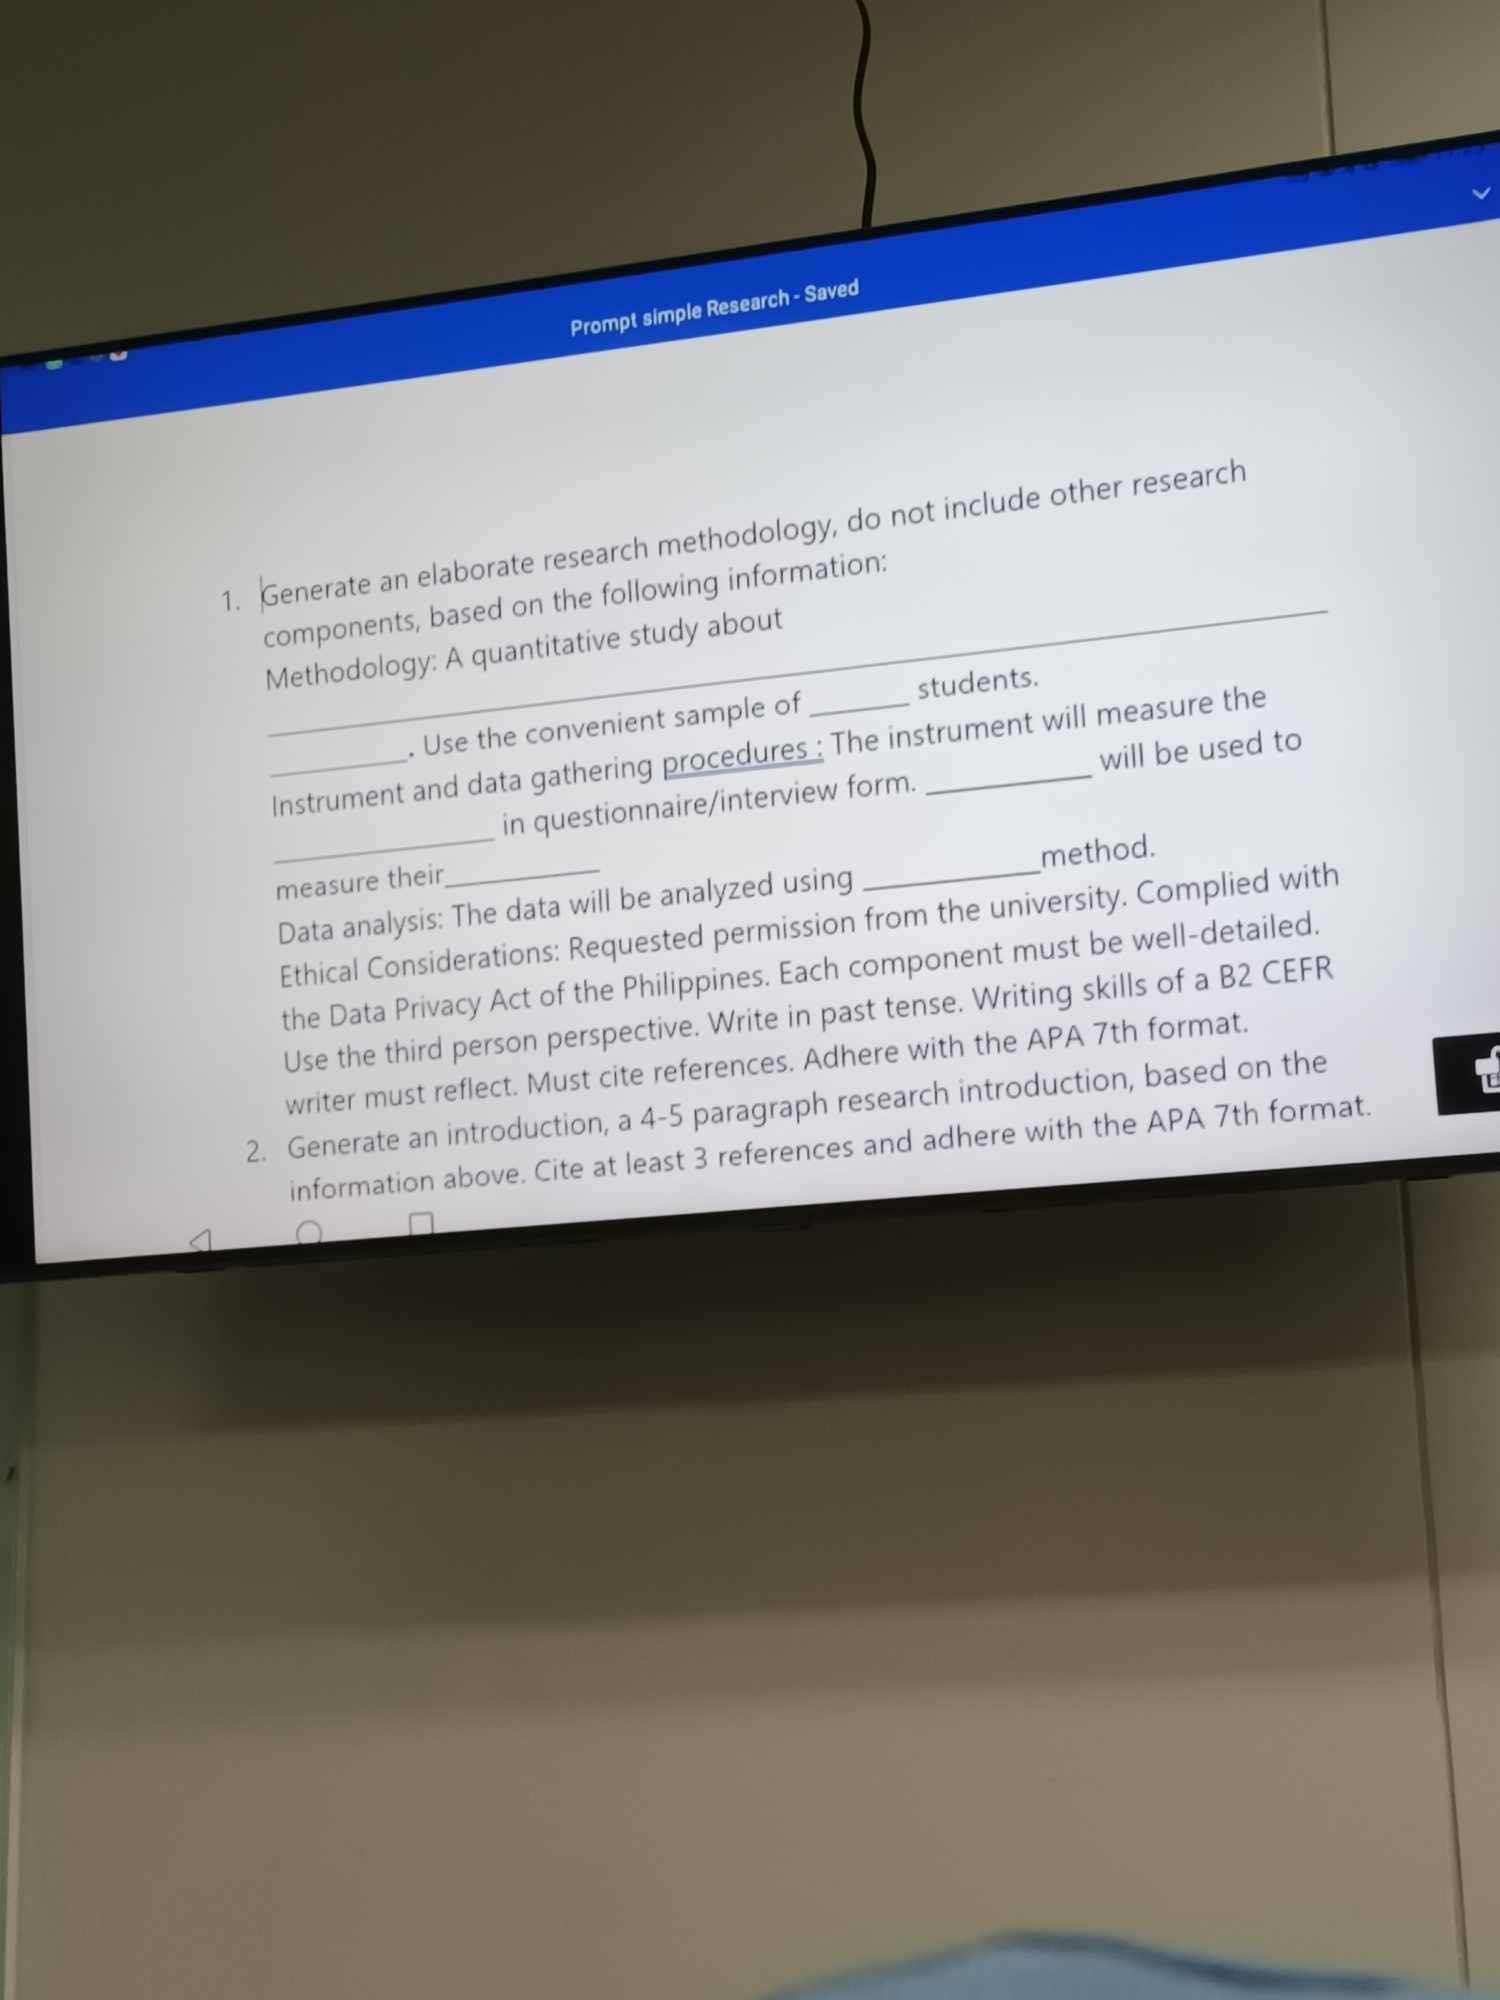 Prompt simple Research - Saved
1. Generate an elaborate research methodology, do not include other research
components, based on the following information:
Methodology: A quantitative study about
__________
__________. Use the convenient sample of ______ students.
Instrument and data gathering procedures : The instrument will measure the
__________ in questionnaire/interview form. __________ will be used to
measure their__________
Data analysis: The data will be analyzed using __________method.
Ethical Considerations: Requested permission from the university. Complied with
the Data Privacy Act of the Philippines. Each component must be well-detailed.
Use the third person perspective. Write in past tense. Writing skills of a B2 CEFR
writer must reflect. Must cite references. Adhere with the APA 7th format.
2. Generate an introduction, a 4-5 paragraph research introduction, based on the
information above. Cite at least 3 references and adhere with the APA 7th format.